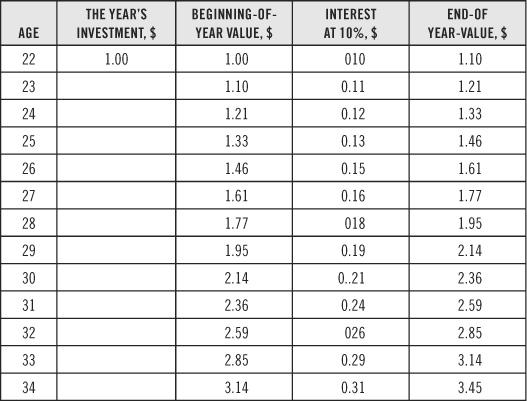 AGE THE YEAR'S INVESTMENT, $ BEGINNING-OF-YEAR VALUE, $ INTEREST AT 10%, $ END-OF YEAR-VALUE, $
22 1.00 1.00 010 1.10
23 1.10 0.11 1.21
24 1.21 0.12 1.33
25 1.33 0.13 1.46
26 1.46 0.15 1.61
27 1.61 0.16 1.77
28 1.77 018 1.95
29 1.95 0.19 2.14
30 2.14 0..21 2.36
31 2.36 0.24 2.59
32 2.59 026 2.85
33 2.85 0.29 3.14
34 3.14 0.31 3.45